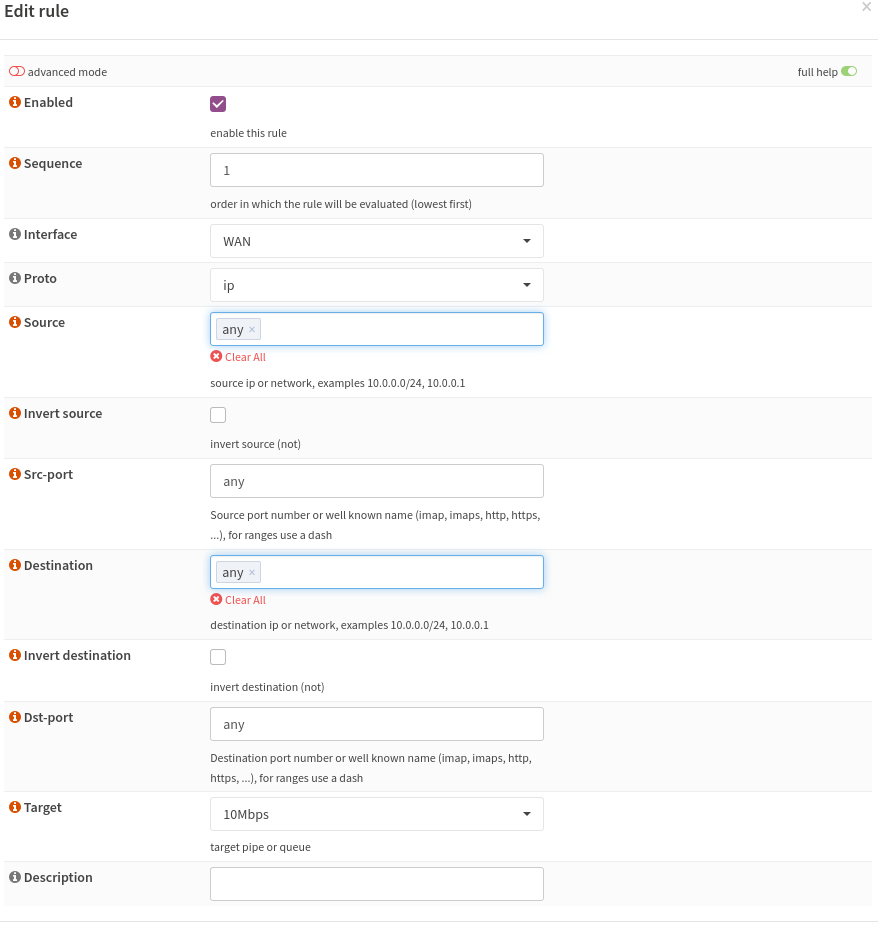 Edit rule ×
advanced mode full help
Enabled
enable this rule
Sequence 1
order in which the rule will be evaluated (lowest first)
Interface WAN
Proto ip
Source any ×
Clear All
source ip or network, examples 10.0.0.0/24, 10.0.0.1
Invert source
invert source (not)
Src-port any
Source port number or well known name (imap, imaps, http, https,
...), for ranges use a dash
Destination any ×
Clear All
destination ip or network, examples 10.0.0.0/24, 10.0.0.1
Invert destination
invert destination (not)
Dst-port any
Destination port number or well known name (imap, imaps, http,
https, ...), for ranges use a dash
Target 10Mbps
target pipe or queue
Description